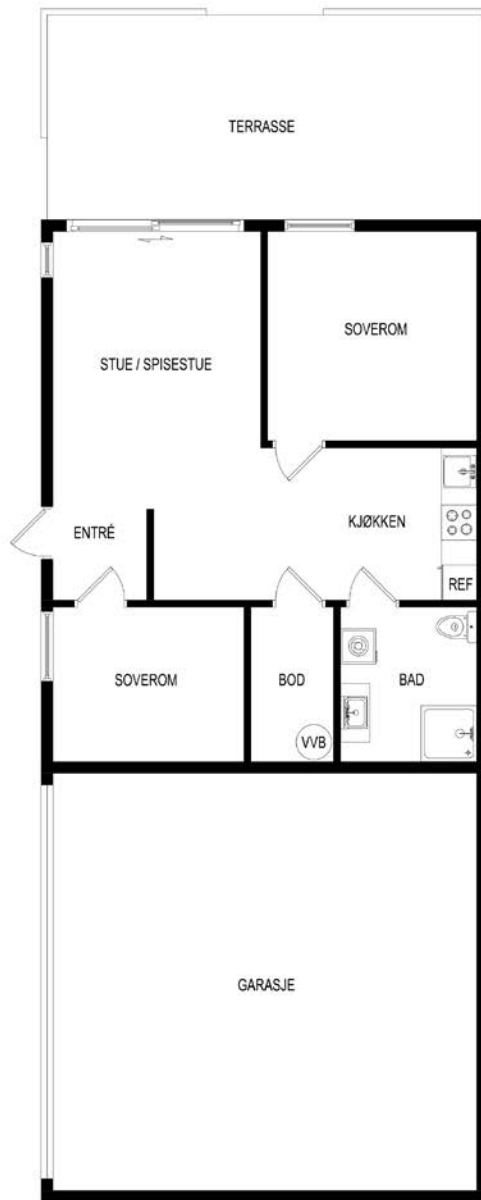 TERRASSE
SOVEROM
STUE / SPISESTUE
KJØKKEN
ENTRÉ
REF
SOVEROM
BOD
BAD
VVB
GARASJE